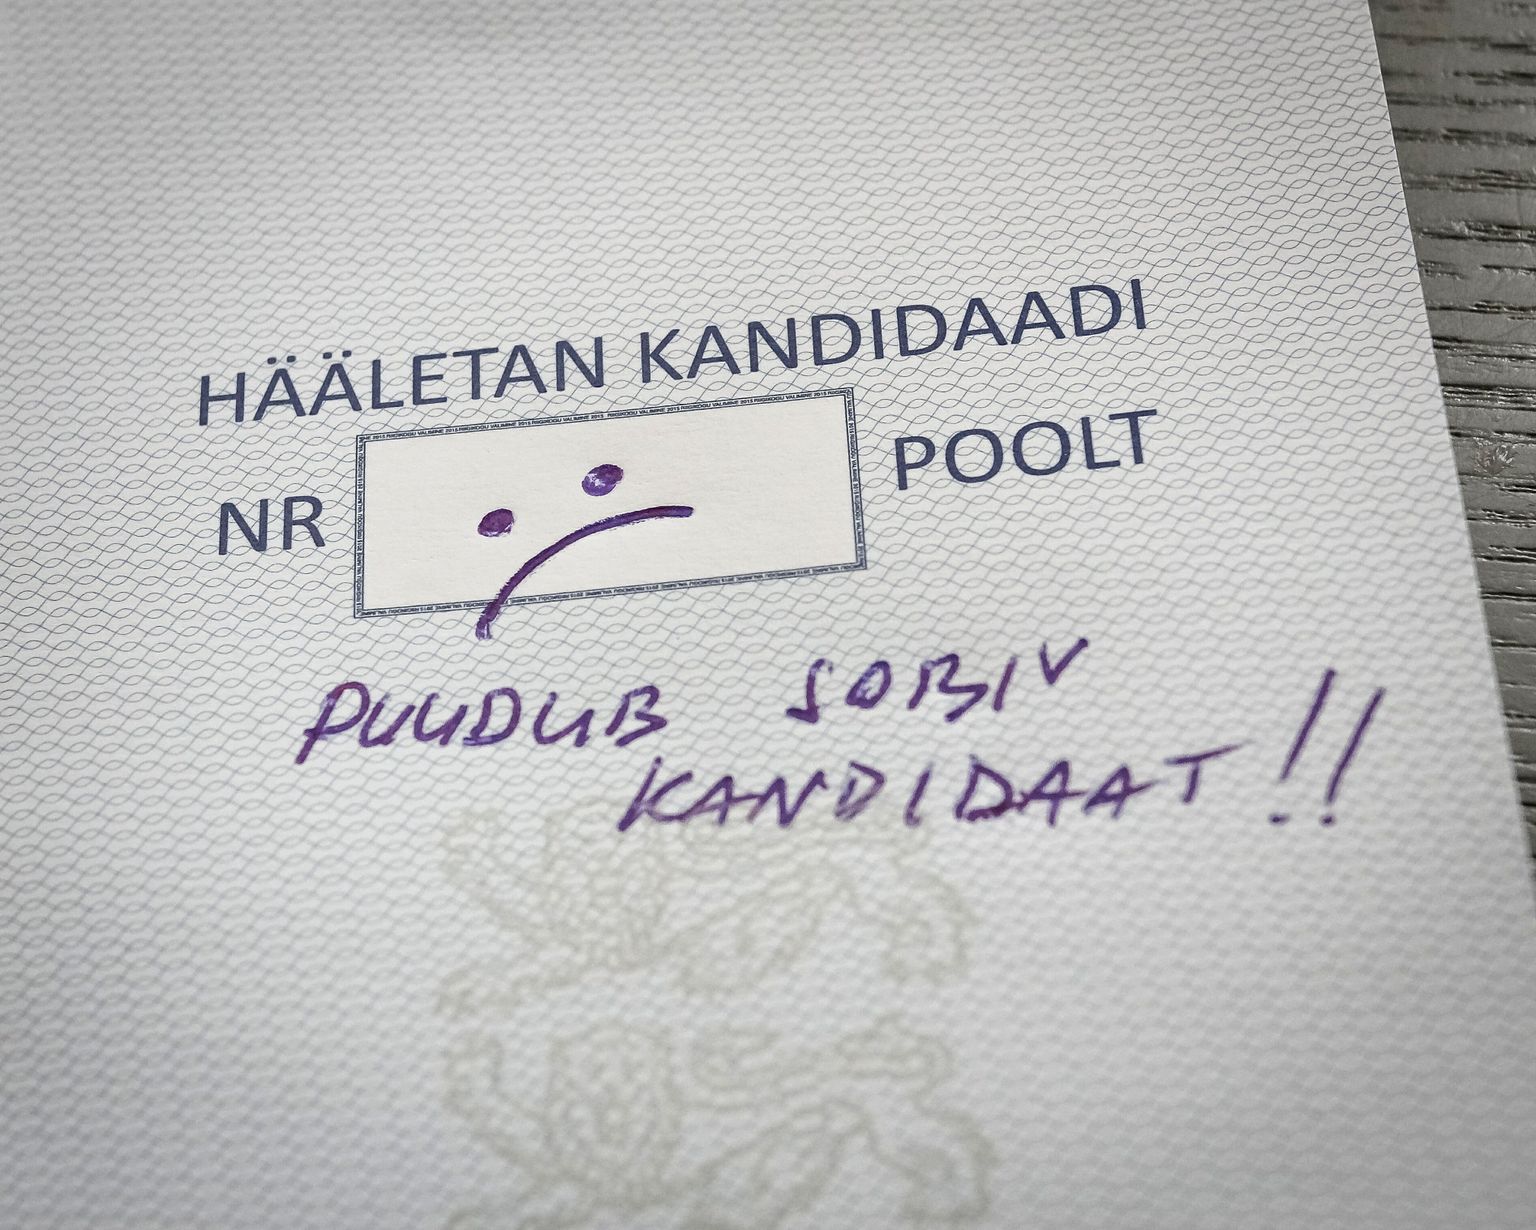 HÄÄLETAN KANDIDAADI
NR POOLT
PUUDUB SOBIV
KANDIDAAT!!